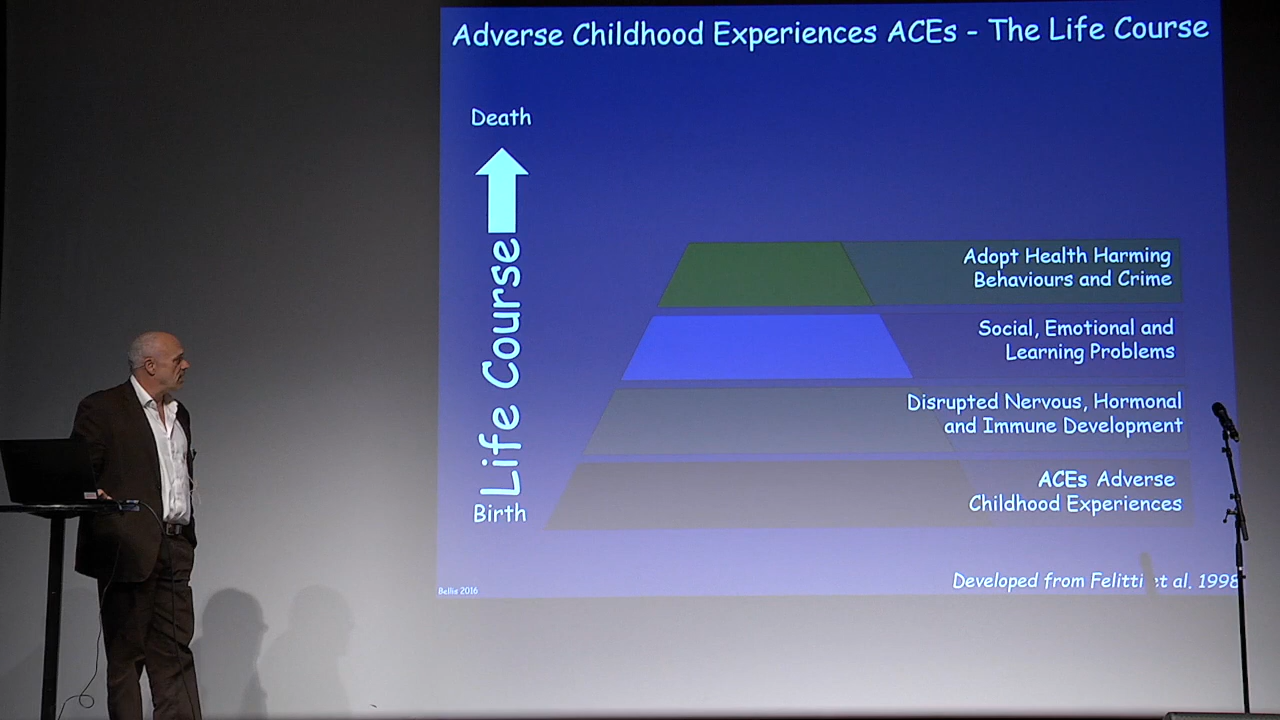 Adverse Childhood Experiences ACEs - The Life Course
Death
Life Course
Birth
Adopt Health Harming
Behaviours and Crime
Social, Emotional and
Learning Problems
Disrupted Nervous, Hormonal
and Immune Development
ACEs Adverse
Childhood Experiences
Developed from Felitti et al. 1998
Bellis 2016